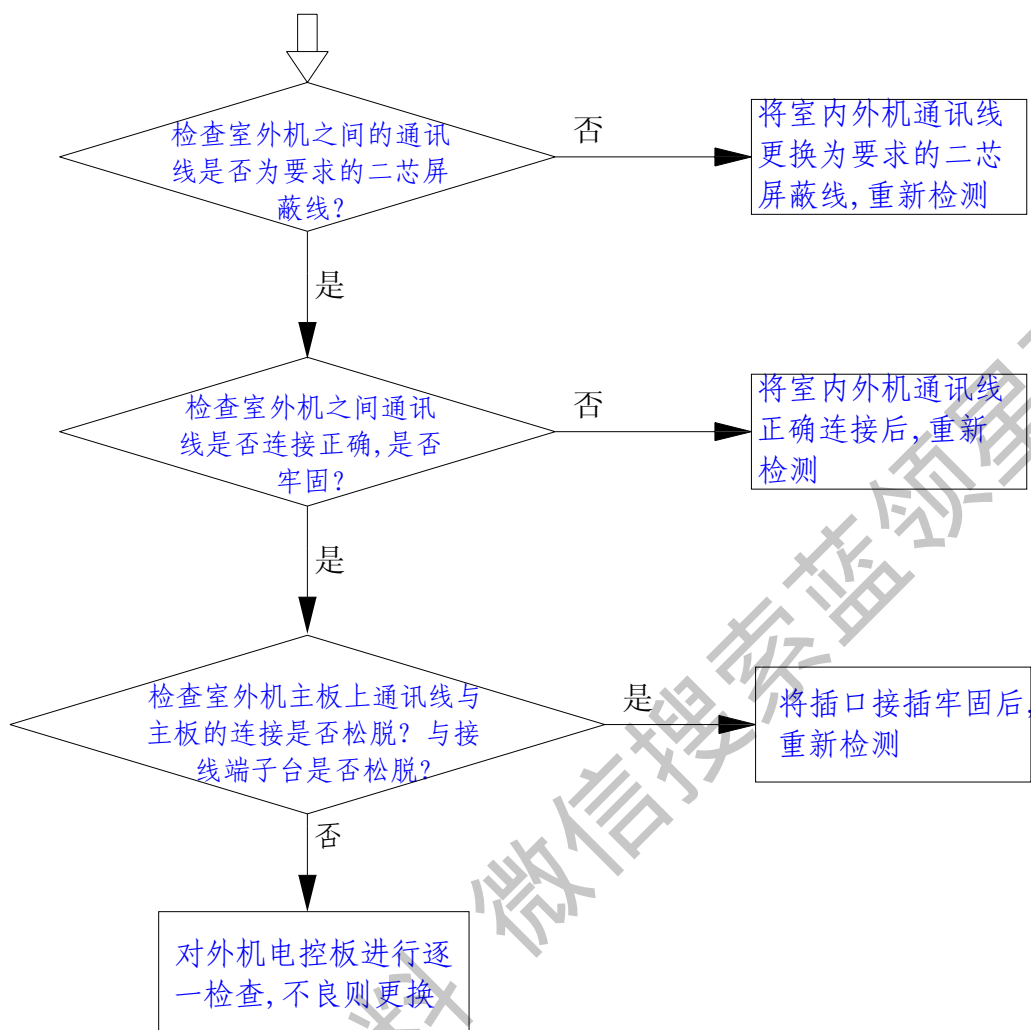 检查室外机之间的通讯
线是否为要求的二芯屏
蔽线？
否
将室内外机通讯线
更换为要求的二芯
屏蔽线，重新检测
是
检查室外机之间通讯
线是否连接正确，是否
牢固？
否
将室内外机通讯线
正确连接后，重新
检测
是
检查室外机主板上通讯线与
主板的连接是否松脱？与接
线端子台是否松脱？
是
将插口接插牢固后，
重新检测
否
对外机电控板进行逐
一检查，不良则更换
料 微信搜索蓝领星